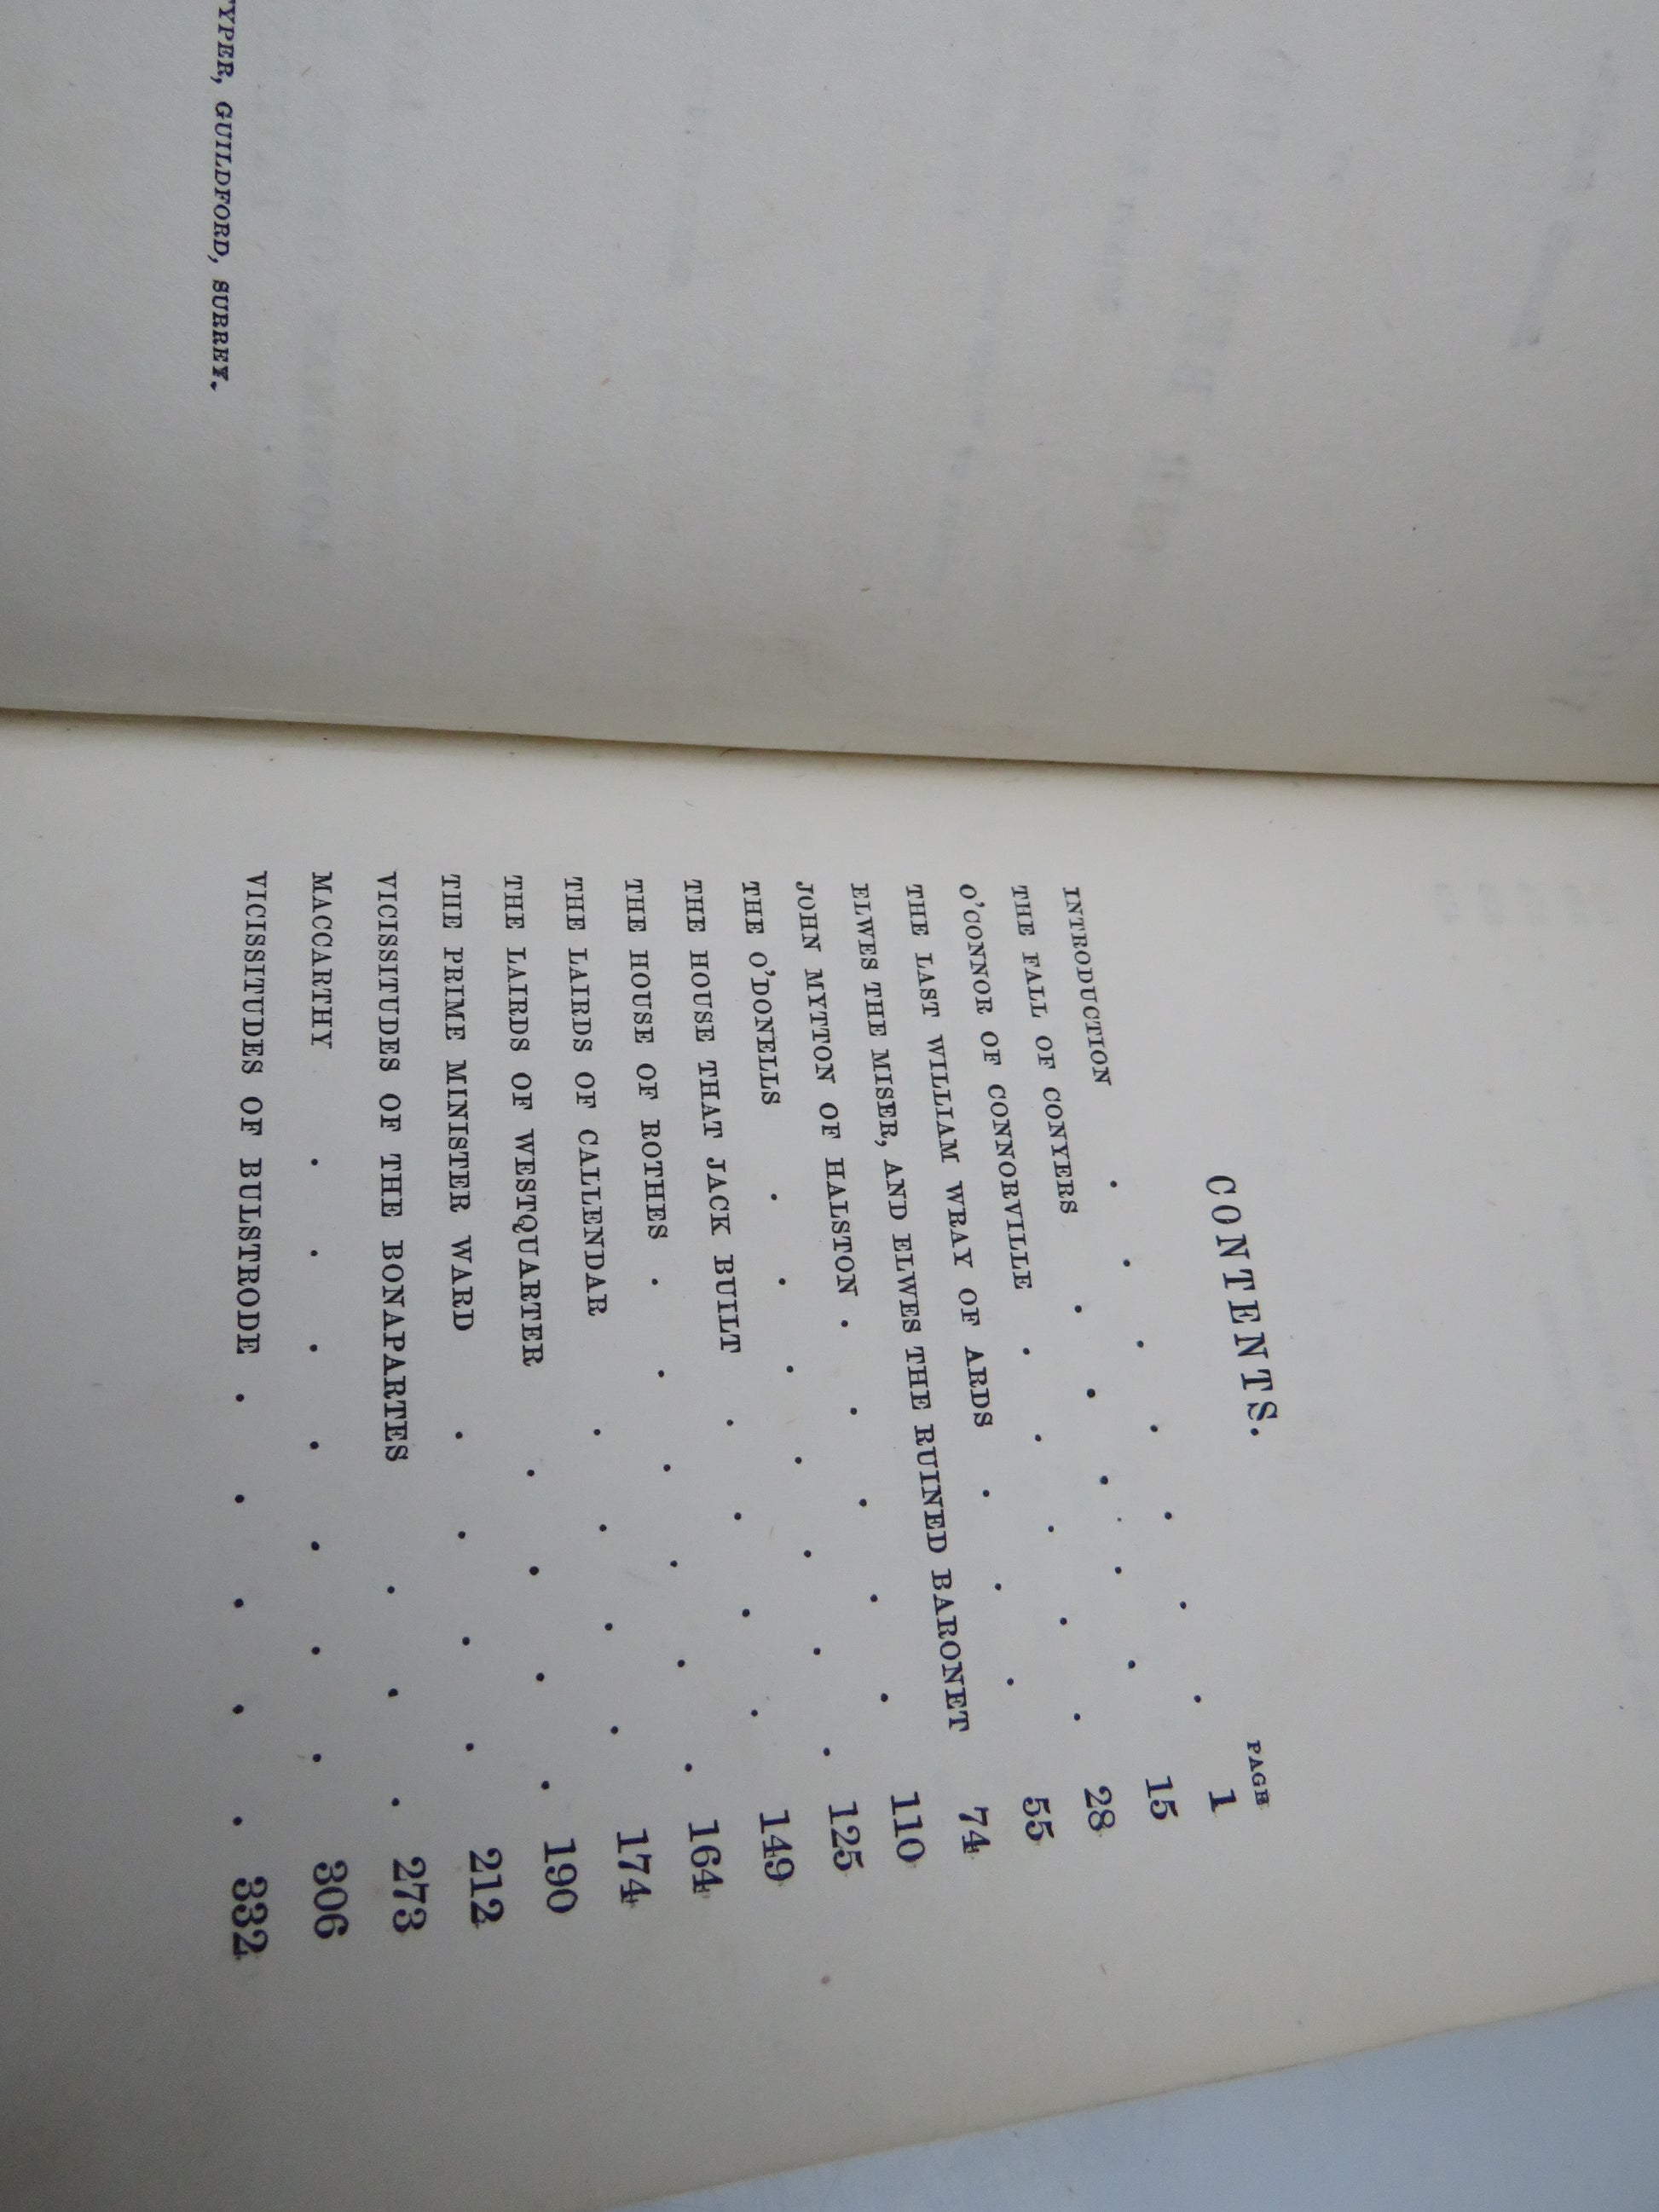 TYPER, GUILDFORD, SURREY.
CONTENTS.
PAGE
INTRODUCTION . . . . . . . 1
THE FALL OF CONYERS . . . . . 15
O'CONNOR OF CONNORVILLE . . . . . 28
THE LAST WILLIAM WRAY OF ARDS . . . 55
ELWES THE MISER, AND ELWES THE RUINED BARONET 74
JOHN MYTTON OF HALSTON . . . . . 110
THE O'DONELLS . . . . . . . 125
THE HOUSE THAT JACK BUILT . . . . 149
THE HOUSE OF ROTHES . . . . . . 164
THE LAIRDS OF CALLENDAR . . . . 174
THE LAIRDS OF WESTQUARTER . . . . 190
THE PRIME MINISTER WARD . . . . 212
VICISSITUDES OF THE BONAPARTES . . . 273
MACCARTHY . . . . . . . 306
VICISSITUDES OF BULSTRODE . . . . . 332